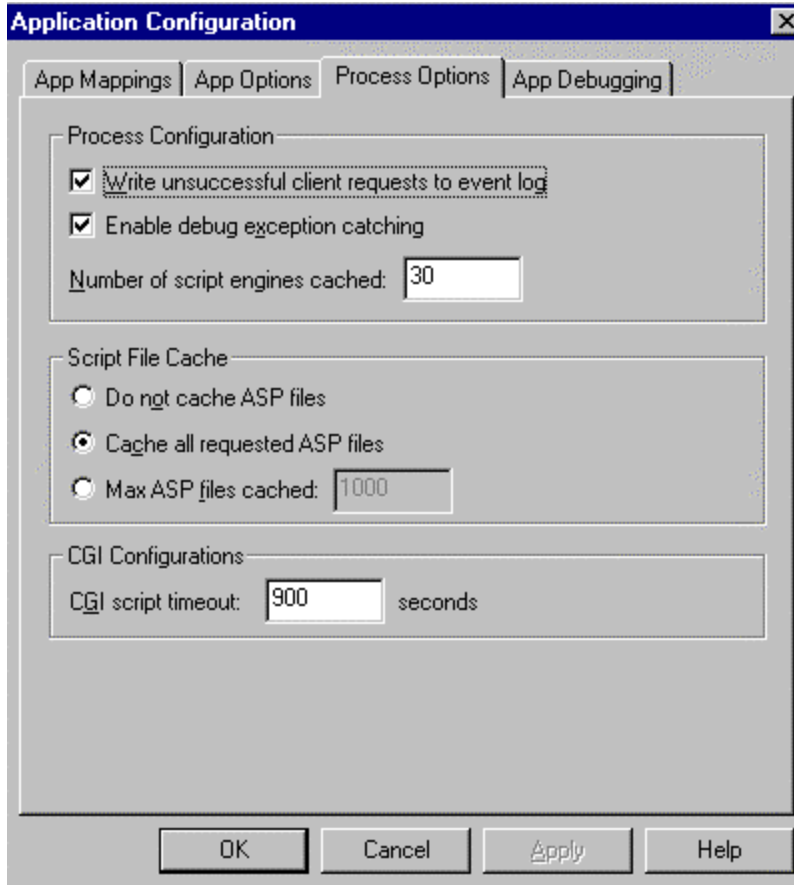 Application Configuration
App Mappings App Options Process Options App Debugging
Process Configuration
Write unsuccessful client requests to event log
Enable debug exception catching
Number of script engines cached: 30
Script File Cache
Do not cache ASP files
Cache all requested ASP files
Max ASP files cached: 1000
CGI Configurations
CGI script timeout: 900 seconds
OK Cancel Apply Help